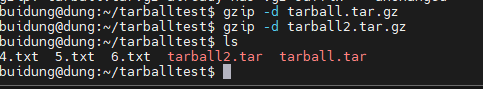 buidung@dung:~/tarballtest$ gzip -d tarball.tar.gz
buidung@dung:~/tarballtest$ gzip -d tarball2.tar.gz
buidung@dung:~/tarballtest$ ls
4.txt 5.txt 6.txt tarball2.tar tarball.tar
buidung@dung:~/tarballtest$